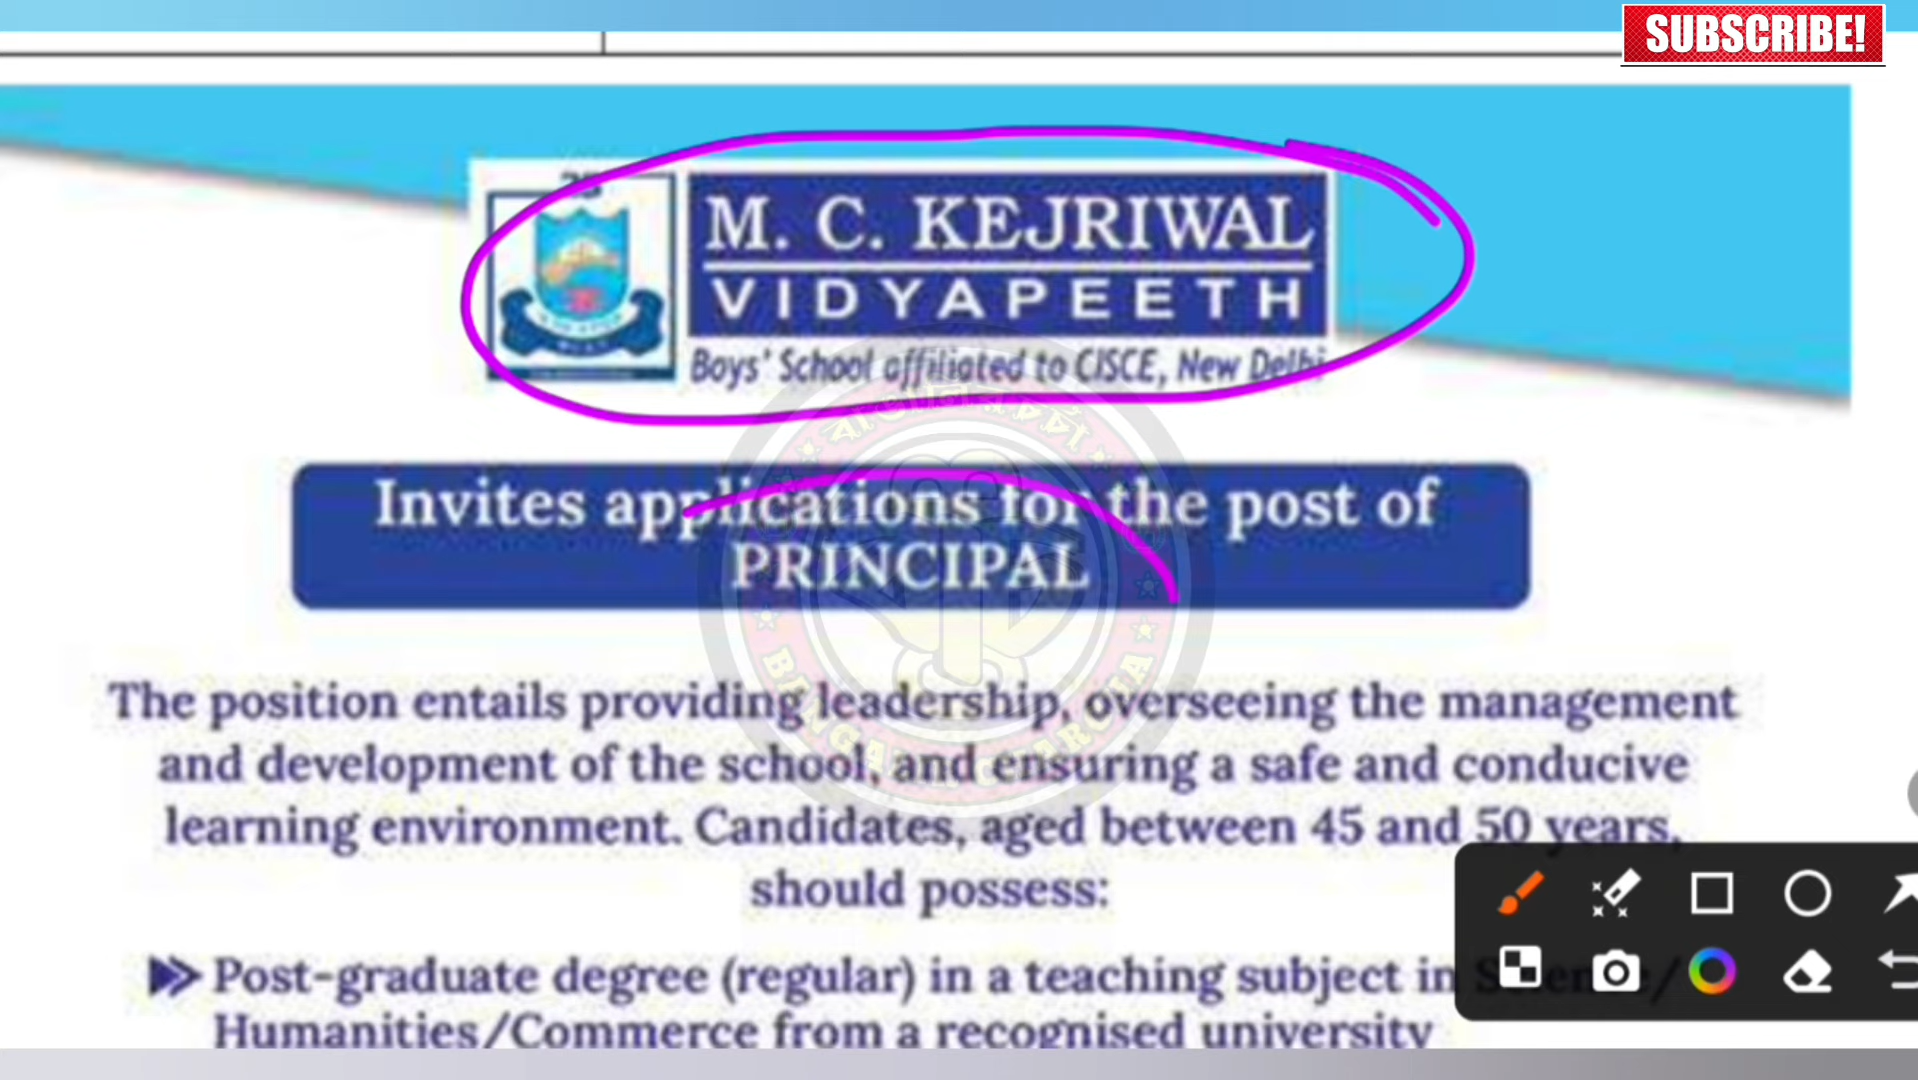 SUBSCRIBE!
M. C. KEJRIWAL
VIDYAPEETH
Boys' School affiliated to CISCE, New Delhi
Invites applications for the post of
PRINCIPAL
The position entails providing leadership, overseeing the management
and development of the school, and ensuring a safe and conducive
learning environment. Candidates, aged between 45 and 50 years,
should possess:
Post-graduate degree (regular) in a teaching subject in Science/
Humanities/Commerce from a recognised university